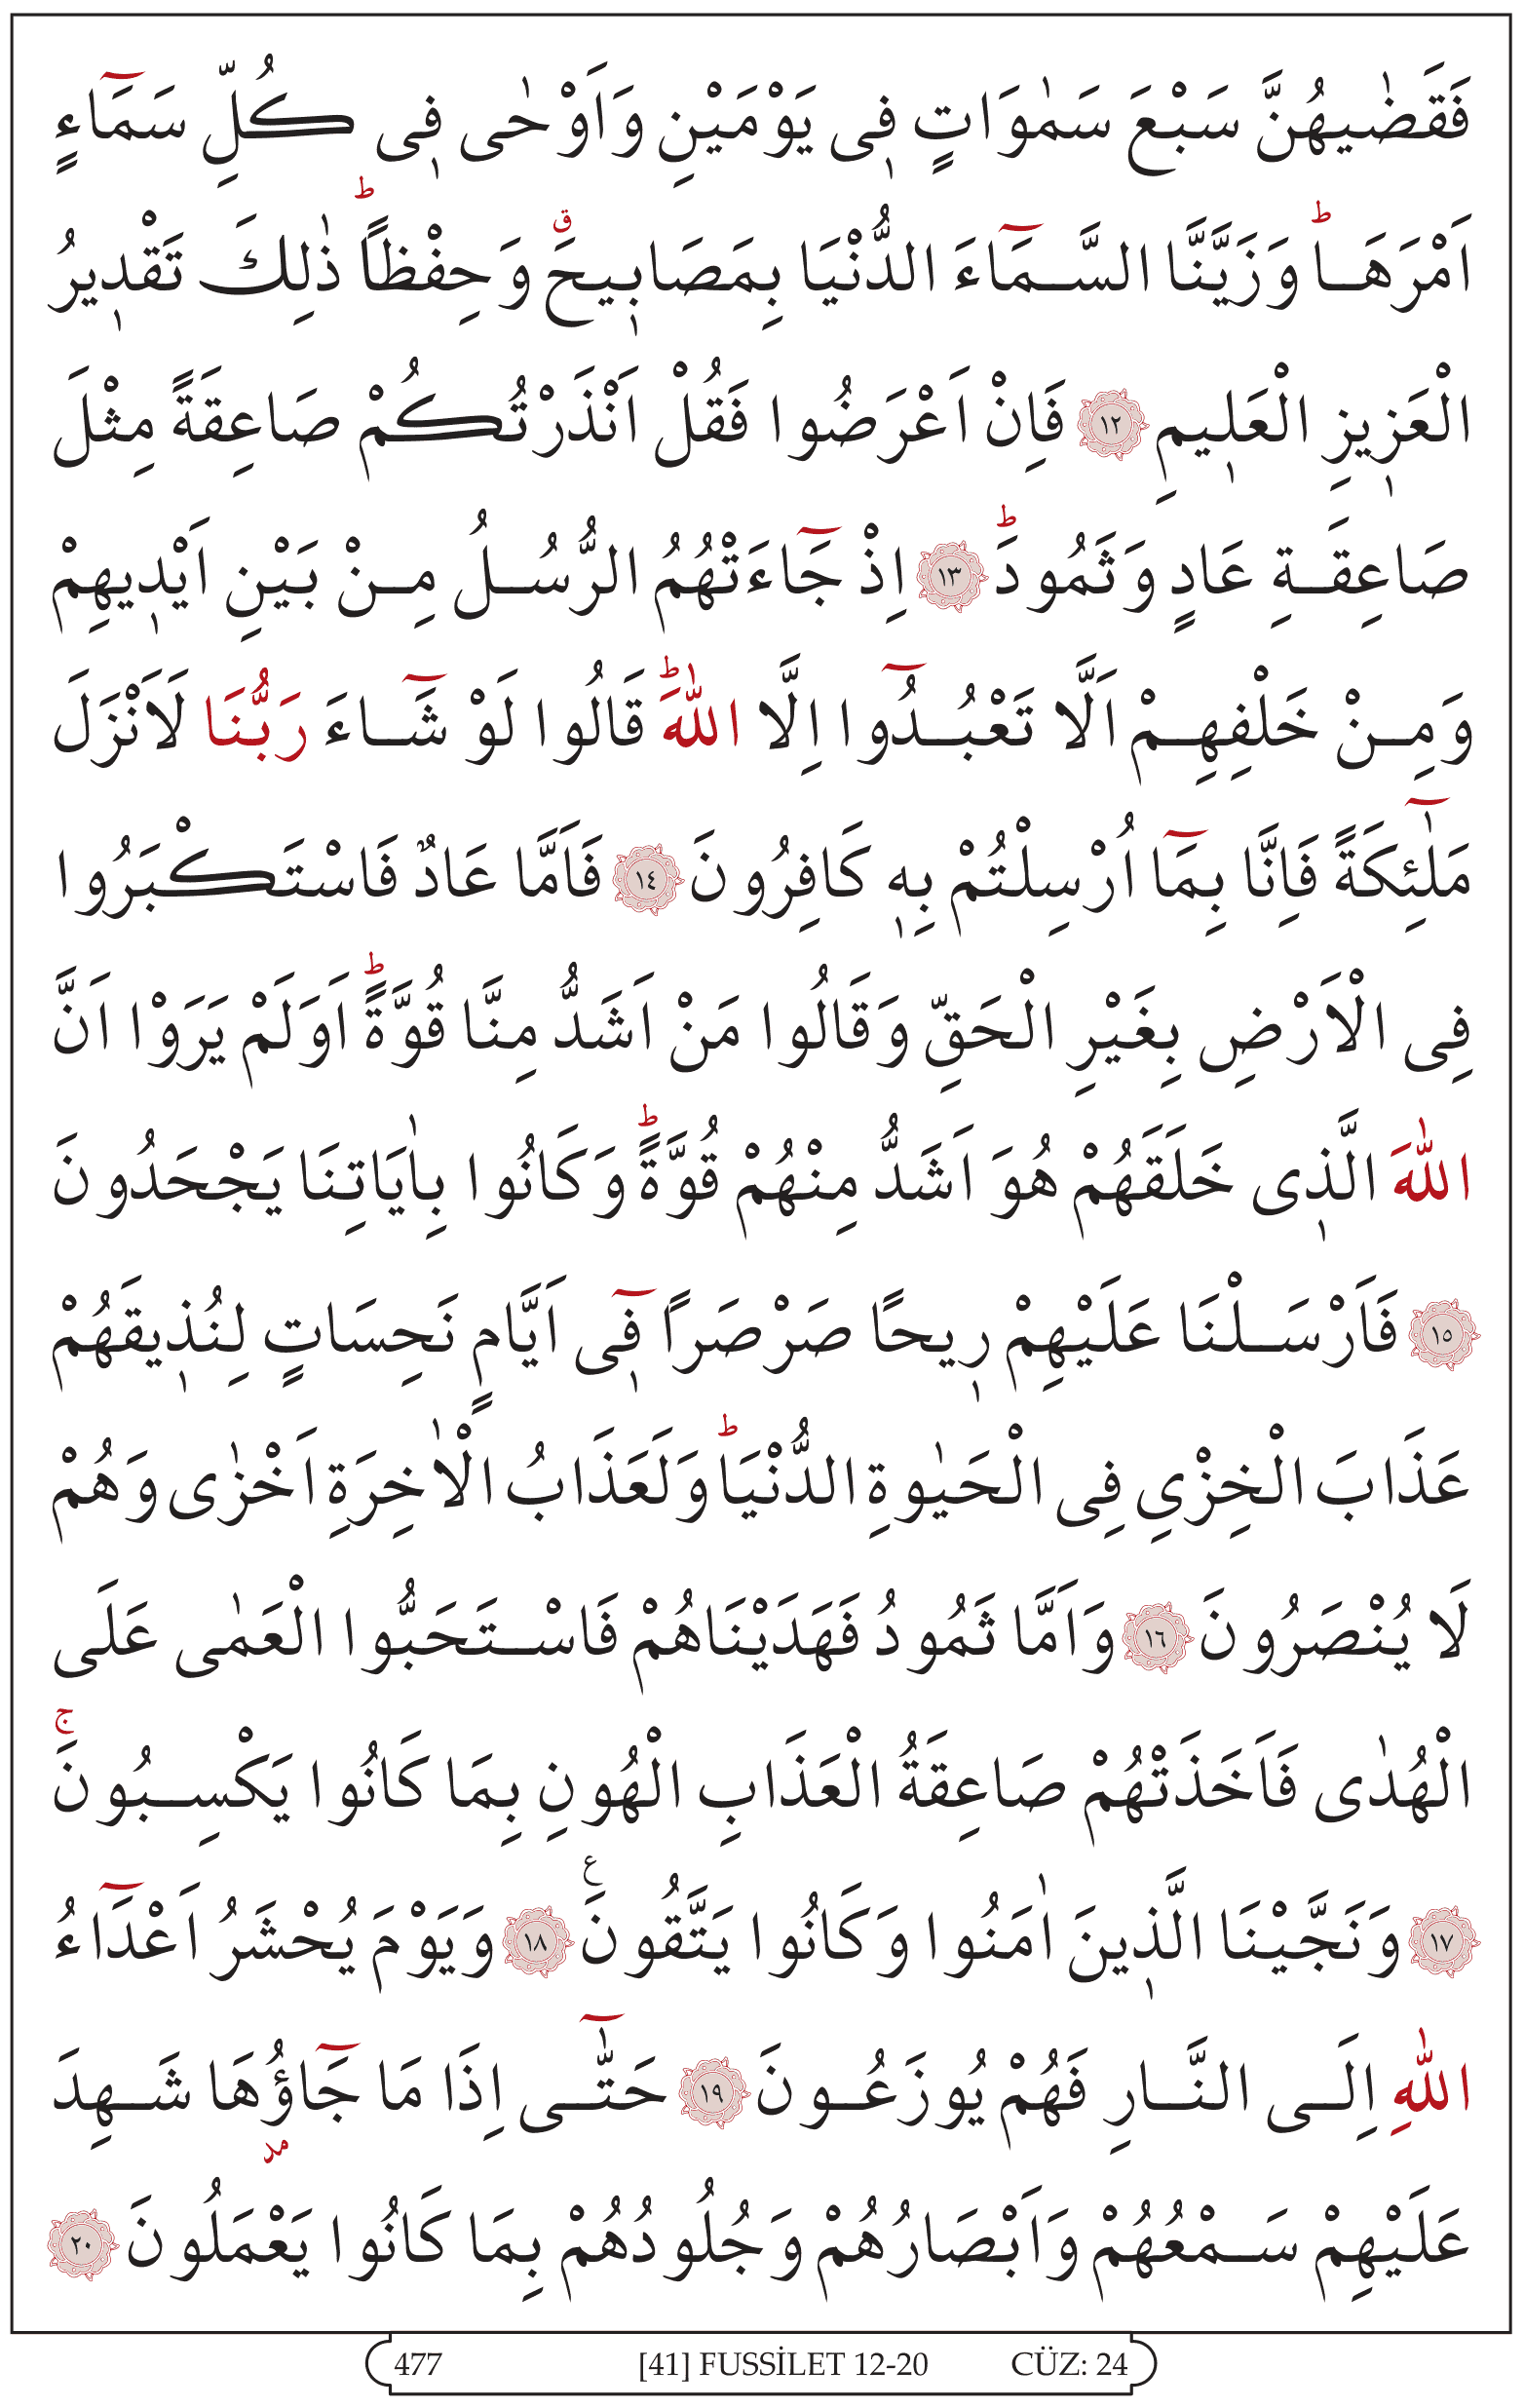 فَقَضٰيهُنَّ سَبْعَ سَمٰوَاتٍ ف۪ى يَوْمَيْنِ وَاَوْحٰى ف۪ى كُلِّ سَمَٓاءٍ
اَمْرَهَاۜ وَزَيَّنَّا السَّمَٓاءَ الدُّنْيَا بِمَصَاب۪يحَۗ وَحِفْظًاۜ ذٰلِكَ تَقْد۪يرُ
الْعَز۪يزِ الْعَل۪يمِ ﴿١٢﴾ فَاِنْ اَعْرَضُوا فَقُلْ اَنْذَرْتُكُمْ صَاعِقَةً مِثْلَ
صَاعِقَةِ عَادٍ وَثَمُودَۜ ﴿١٣﴾ اِذْ جَٓاءَتْهُمُ الرُّسُلُ مِنْ بَيْنِ اَيْد۪يهِمْ
وَمِنْ خَلْفِهِمْ اَلَّا تَعْبُدُٓوا اِلَّا اللّٰهَۜ قَالُوا لَوْ شَٓاءَ رَبُّنَا لَاَنْزَلَ
مَلٰٓئِكَةً فَاِنَّا بِمَٓا اُرْسِلْتُمْ بِه۪ كَافِرُونَ ﴿١٤﴾ فَاَمَّا عَادٌ فَاسْتَكْبَرُوا
فِى الْاَرْضِ بِغَيْرِ الْحَقِّ وَقَالُوا مَنْ اَشَدُّ مِنَّا قُوَّةًۜ اَوَلَمْ يَرَوْا اَنَّ
اللّٰهَ الَّذ۪ى خَلَقَهُمْ هُوَ اَشَدُّ مِنْهُمْ قُوَّةًۜ وَكَانُوا بِاٰيَاتِنَا يَجْحَدُونَ
﴿١٥﴾ فَاَرْسَلْنَا عَلَيْهِمْ ر۪يحًا صَرْصَرًا ف۪ٓى اَيَّامٍ نَحِسَاتٍ لِنُذ۪يقَهُمْ
عَذَابَ الْخِزْيِ فِى الْحَيٰوةِ الدُّنْيَاۜ وَلَعَذَابُ الْاٰخِرَةِ اَخْزٰى وَهُمْ
لَا يُنْصَرُونَ ﴿١٦﴾ وَاَمَّا ثَمُودُ فَهَدَيْنَاهُمْ فَاسْتَحَبُّوا الْعَمٰى عَلَى
الْهُدٰى فَاَخَذَتْهُمْ صَاعِقَةُ الْعَذَابِ الْهُونِ بِمَا كَانُوا يَكْسِبُونَۚ
﴿١٧﴾ وَنَجَّيْنَا الَّذ۪ينَ اٰمَنُوا وَكَانُوا يَتَّقُونَ۟ ﴿١٨﴾ وَيَوْمَ يُحْشَرُ اَعْدَٓاءُ
اللّٰهِ اِلَى النَّارِ فَهُمْ يُوزَعُونَ ﴿١٩﴾ حَتّٰٓى اِذَا مَا جَٓاؤُ۫هَا شَهِدَ
عَلَيْهِمْ سَمْعُهُمْ وَاَبْصَارُهُمْ وَجُلُودُهُمْ بِمَا كَانُوا يَعْمَلُونَ ﴿٢٠﴾
477 [41] FUSSİLET 12-20 CÜZ: 24